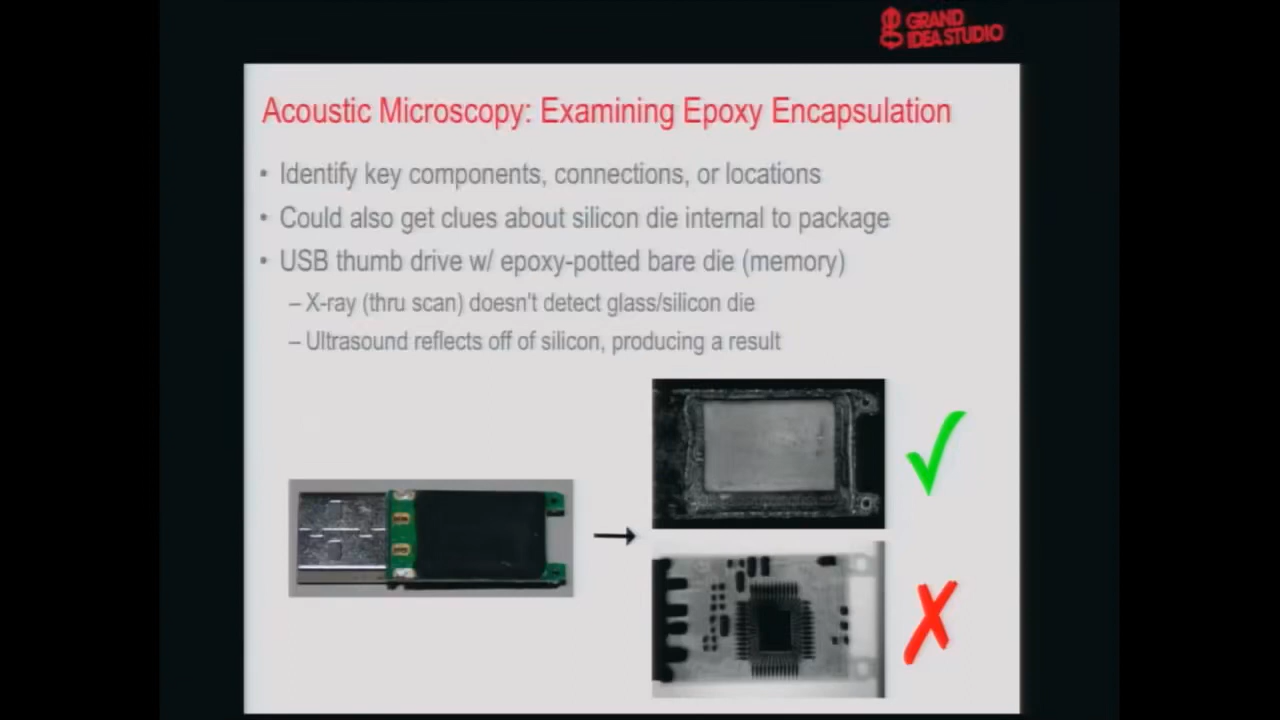 GRAND
IDEA STUDIO
Acoustic Microscopy: Examining Epoxy Encapsulation
• Identify key components, connections, or locations
• Could also get clues about silicon die internal to package
• USB thumb drive w/ epoxy-potted bare die (memory)
– X-ray (thru scan) doesn't detect glass/silicon die
– Ultrasound reflects off of silicon, producing a result